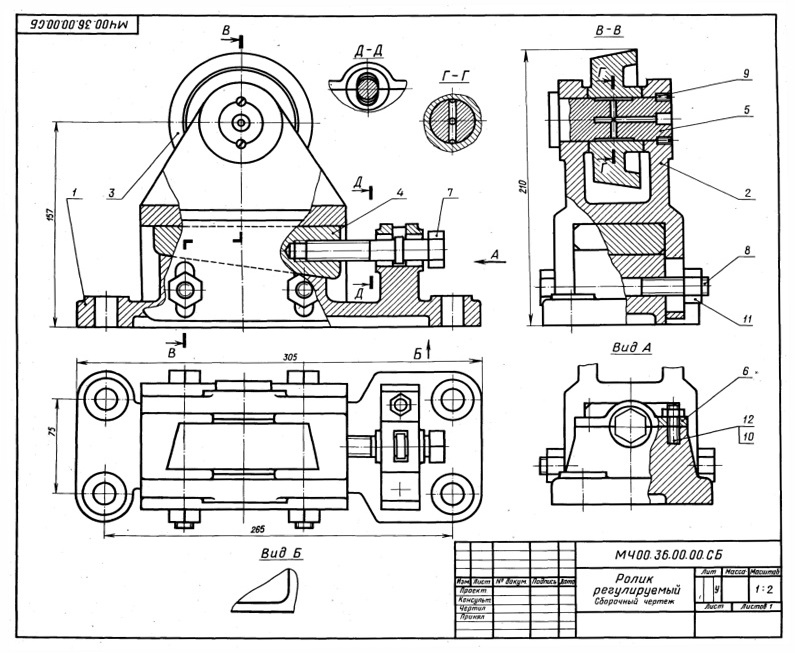 МЧ00.36.00.00.СБ
В
Д-Д
Г-Г
В-В
9
5
2
8
11
210
Г
Г
157
1
3
Д
4
7
А
Д
В
305
Б
Вид А
6
12
10
75
265
Вид Б
МЧ00.36.00.00.СБ
Ролик
регулируемый
Сборочный чертеж
Лит Масса Масштаб
У 1:2
Лист Листов 1
Изм. Лист № докум. Подпись Дата
Проект.
Консульт.
Чертил
Принял